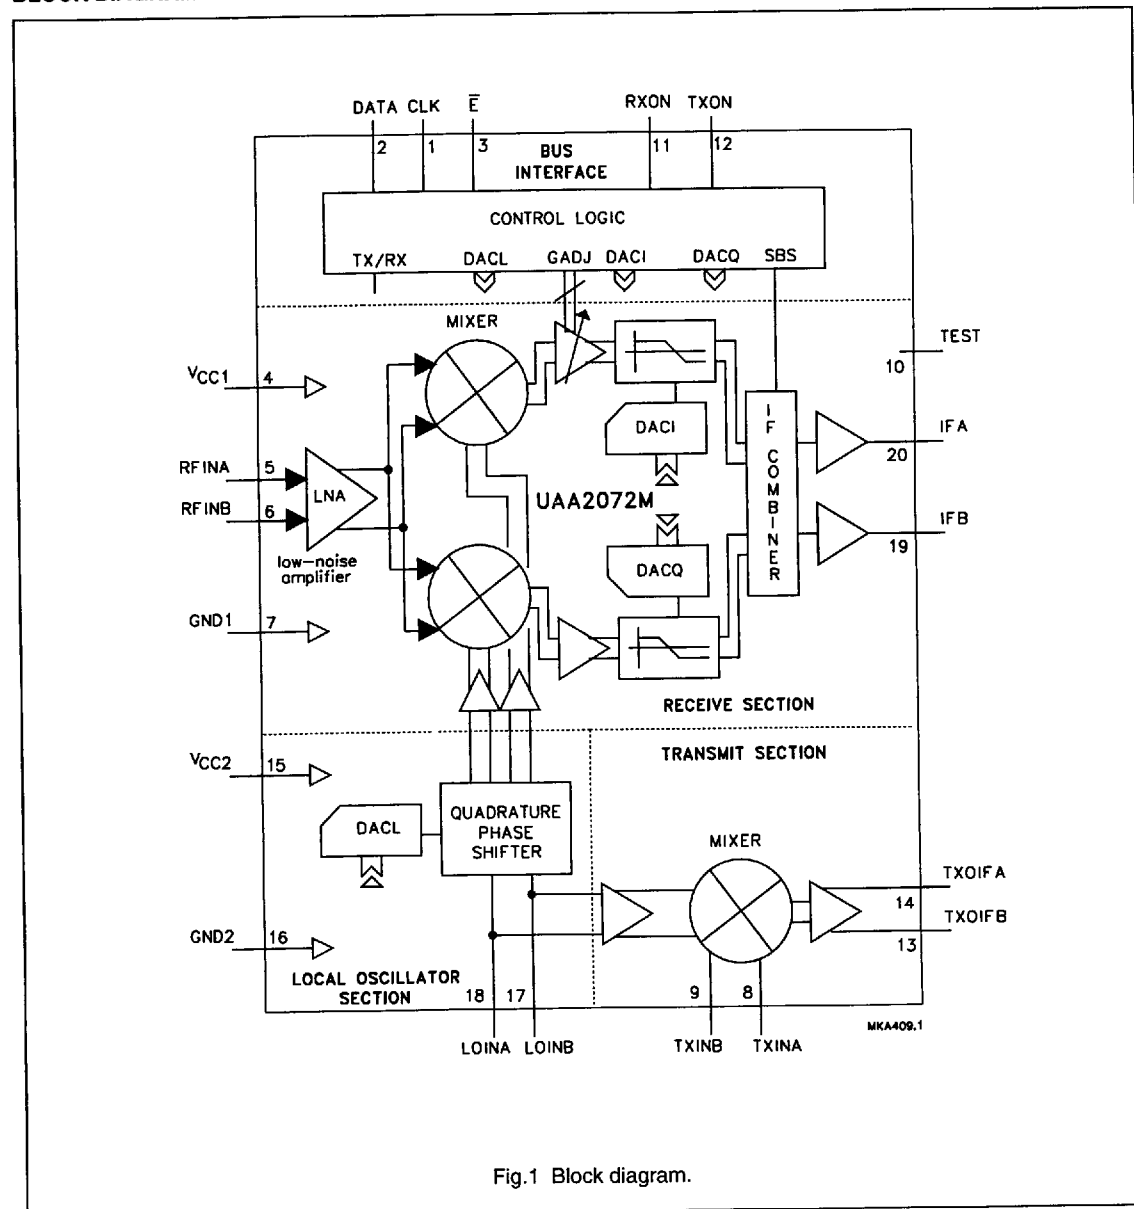 DATA CLK E̅ RXON TXON
2 1 3 11 12
BUS
INTERFACE
CONTROL LOGIC
TX/RX DACL GADJ DACI DACQ SBS
MIXER
TEST
10
VCC1 4
DACI
IF COMBINER
IFA
20
RFINA 5
LNA
RFINB 6
UAA2072M
IFB
19
low-noise
amplifier
DACQ
GND1 7
RECEIVE SECTION
VCC2 15
TRANSMIT SECTION
DACL
QUADRATURE
PHASE
SHIFTER
MIXER
TXOIFA
14
TXOIFB
13
GND2 16
LOCAL OSCILLATOR
SECTION
18 17 9 8
MKA409.1
LOINA LOINB TXINB TXINA
Fig.1 Block diagram.